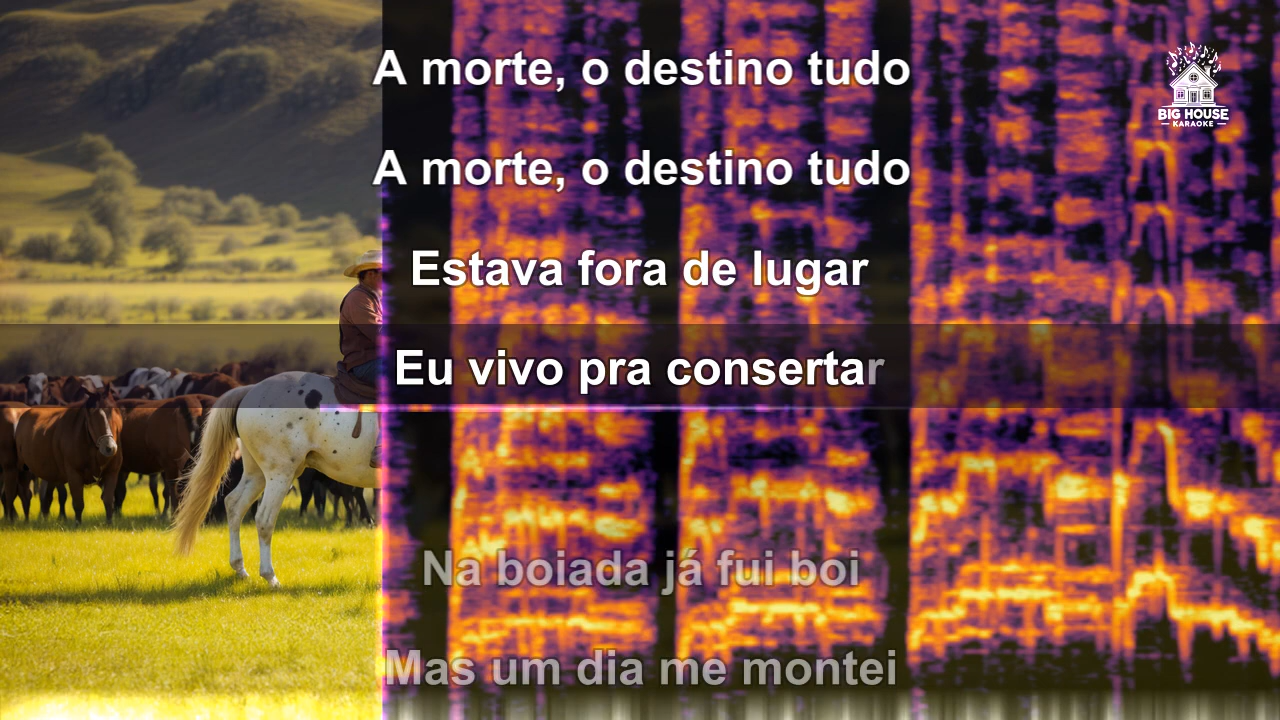 A morte, o destino tudo
A morte, o destino tudo
Estava fora de lugar
Eu vivo pra consertar
Na boiada já fui boi
Mas um dia me montei
BIG HOUSE
KARAOKE